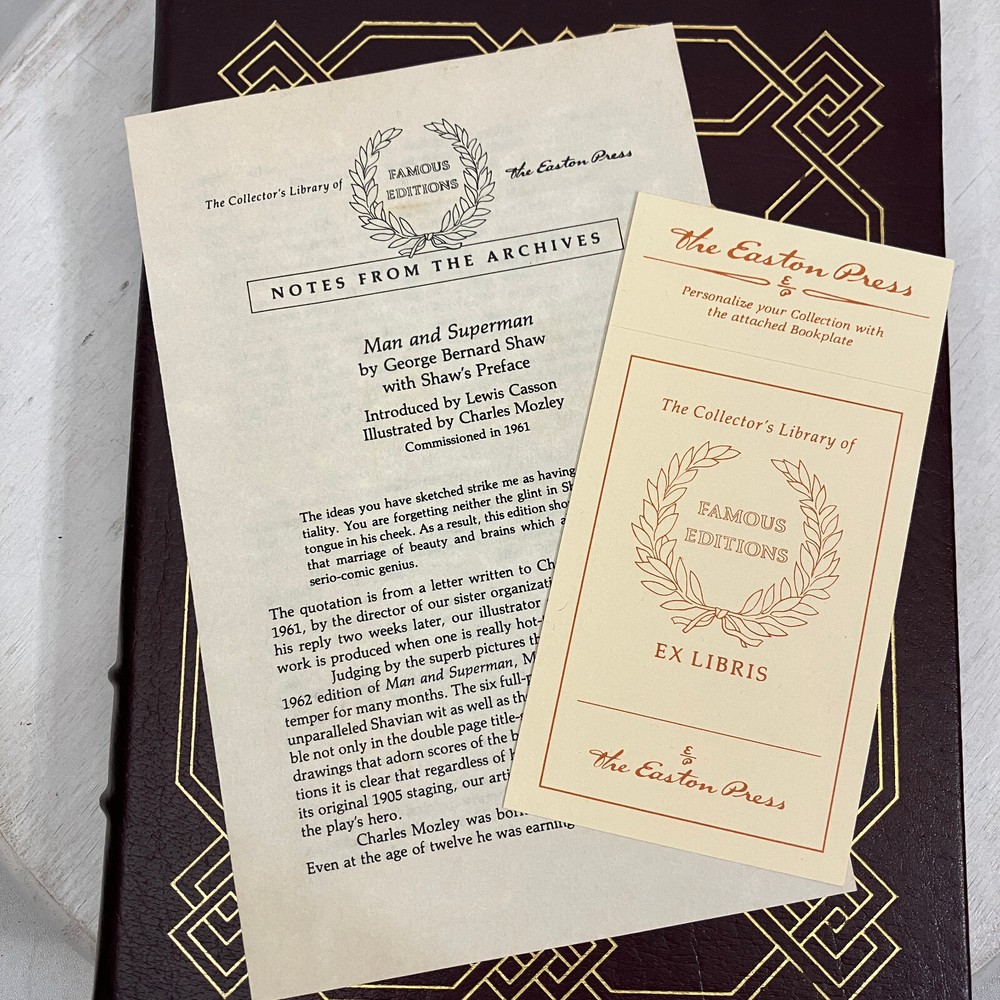 The Collector's Library of
FAMOUS
EDITIONS
The Easton Press
NOTES FROM THE ARCHIVES
Man and Superman
by George Bernard Shaw
with Shaw's Preface
Introduced by Lewis Casson
Illustrated by Charles Mozley
Commissioned in 1961
The ideas you have sketched strike me as having
tiality. You are forgetting neither the glint in
tongue in his cheek. As a result, this edition
that marriage of beauty and brains which
serio-comic genius.
The quotation is from a letter written to
1961, by the director of our sister
his reply two weeks later, our illustrator
work is produced when one is really
Judging by the superb pictures
1962 edition of Man and Superman,
temper for many months. The six
unparalleled Shavian wit as well as
ble not only in the double page
drawings that adorn scores of the
tions it is clear that regardless of
its original 1905 staging, our
the play's hero.
Charles Mozley was
Even at the age of twelve he was earning
The Easton Press
E
P
Personalize your Collection with
the attached Bookplate
The Collector's Library of
FAMOUS
EDITIONS
EX LIBRIS
E
P
The Easton Press